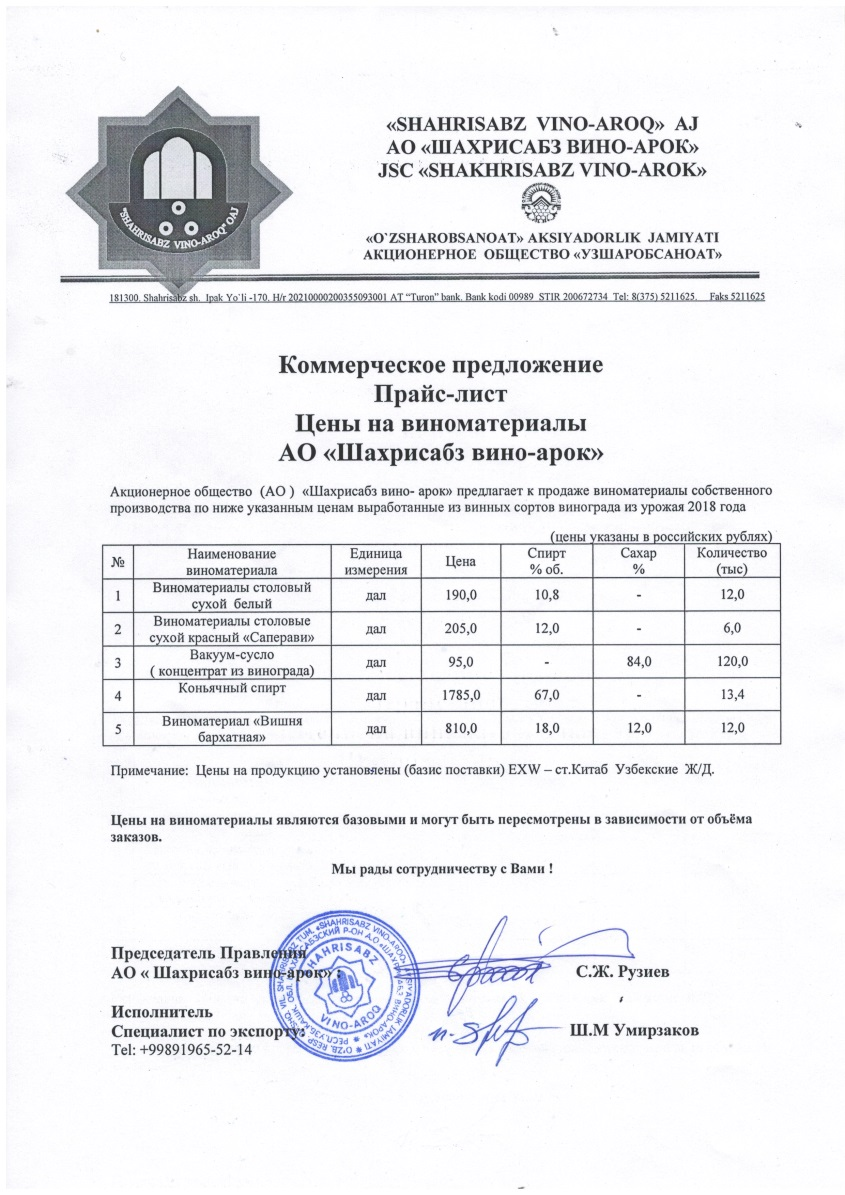 «SHAHRISABZ VINO-AROQ» AJ
АО «ШАХРИСАБЗ ВИНО-АРОК»
JSC «SHAKHRISABZ VINO-AROK»
"SHAHRISABZ VINO-AROQ" OAJ
«O`ZSHAROBSANOAT» AKSIYADORLIK JAMIYATI
АКЦИОНЕРНОЕ ОБЩЕСТВО «УЗШАРОБСАНОАТ»
181300. Shahrisabz sh. Ipak Yo`li -170. H/r 20210000200355093001 AT “Turon” bank. Bank kodi 00989 STIR 200672734 Tel: 8(375) 5211625. Faks 5211625
Коммерческое предложение
Прайс-лист
Цены на виноматериалы
АО «Шахрисабз вино-арок»
Акционерное общество (АО ) «Шахрисабз вино- арок» предлагает к продаже виноматериалы собственного
производства по ниже указанным ценам выработанные из винных сортов винограда из урожая 2018 года
(цены указаны в российских рублях)
№ Наименование виноматериала Единица измерения Цена Спирт % об. Сахар % Количество (тыс)
1 Виноматериалы столовый сухой белый дал 190,0 10,8 - 12,0
2 Виноматериалы столовые сухой красный «Саперави» дал 205,0 12,0 - 6,0
3 Вакуум-сусло ( концентрат из винограда) дал 95,0 - 84,0 120,0
4 Коньячный спирт дал 1785,0 67,0 - 13,4
5 Виноматериал «Вишня бархатная» дал 810,0 18,0 12,0 12,0
Примечание: Цены на продукцию установлены (базис поставки) EXW – ст.Китаб Узбекские Ж/Д.
Цены на виноматериалы являются базовыми и могут быть пересмотрены в зависимости от объёма
заказов.
Мы рады сотрудничеству с Вами !
Председатель Правления
АО « Шахрисабз вино-арок» : С.Ж. Рузиев
Исполнитель
Специалист по экспорту: Ш.М Умирзаков
Tel: +99891965-52-14
SHAHRISABZ
VINO-AROQ